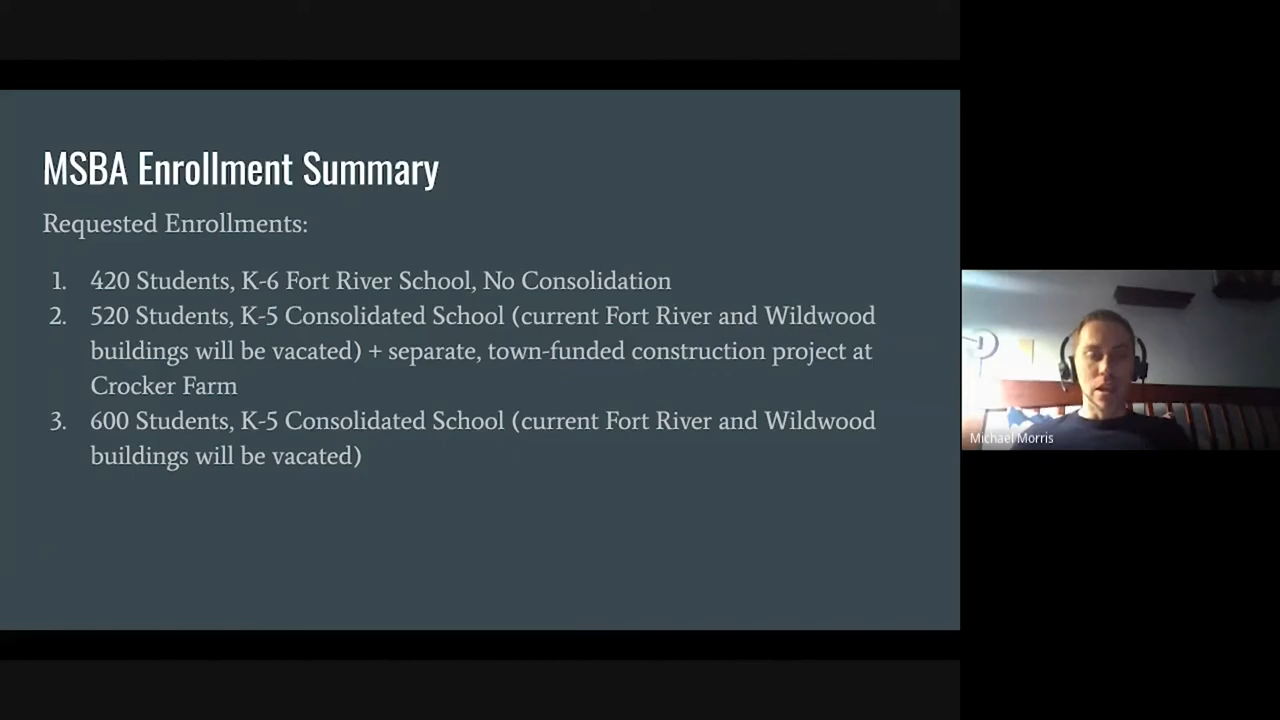 MSBA Enrollment Summary
Requested Enrollments:
1. 420 Students, K-6 Fort River School, No Consolidation
2. 520 Students, K-5 Consolidated School (current Fort River and Wildwood
buildings will be vacated) + separate, town-funded construction project at
Crocker Farm
3. 600 Students, K-5 Consolidated School (current Fort River and Wildwood
buildings will be vacated)
Michael Morris